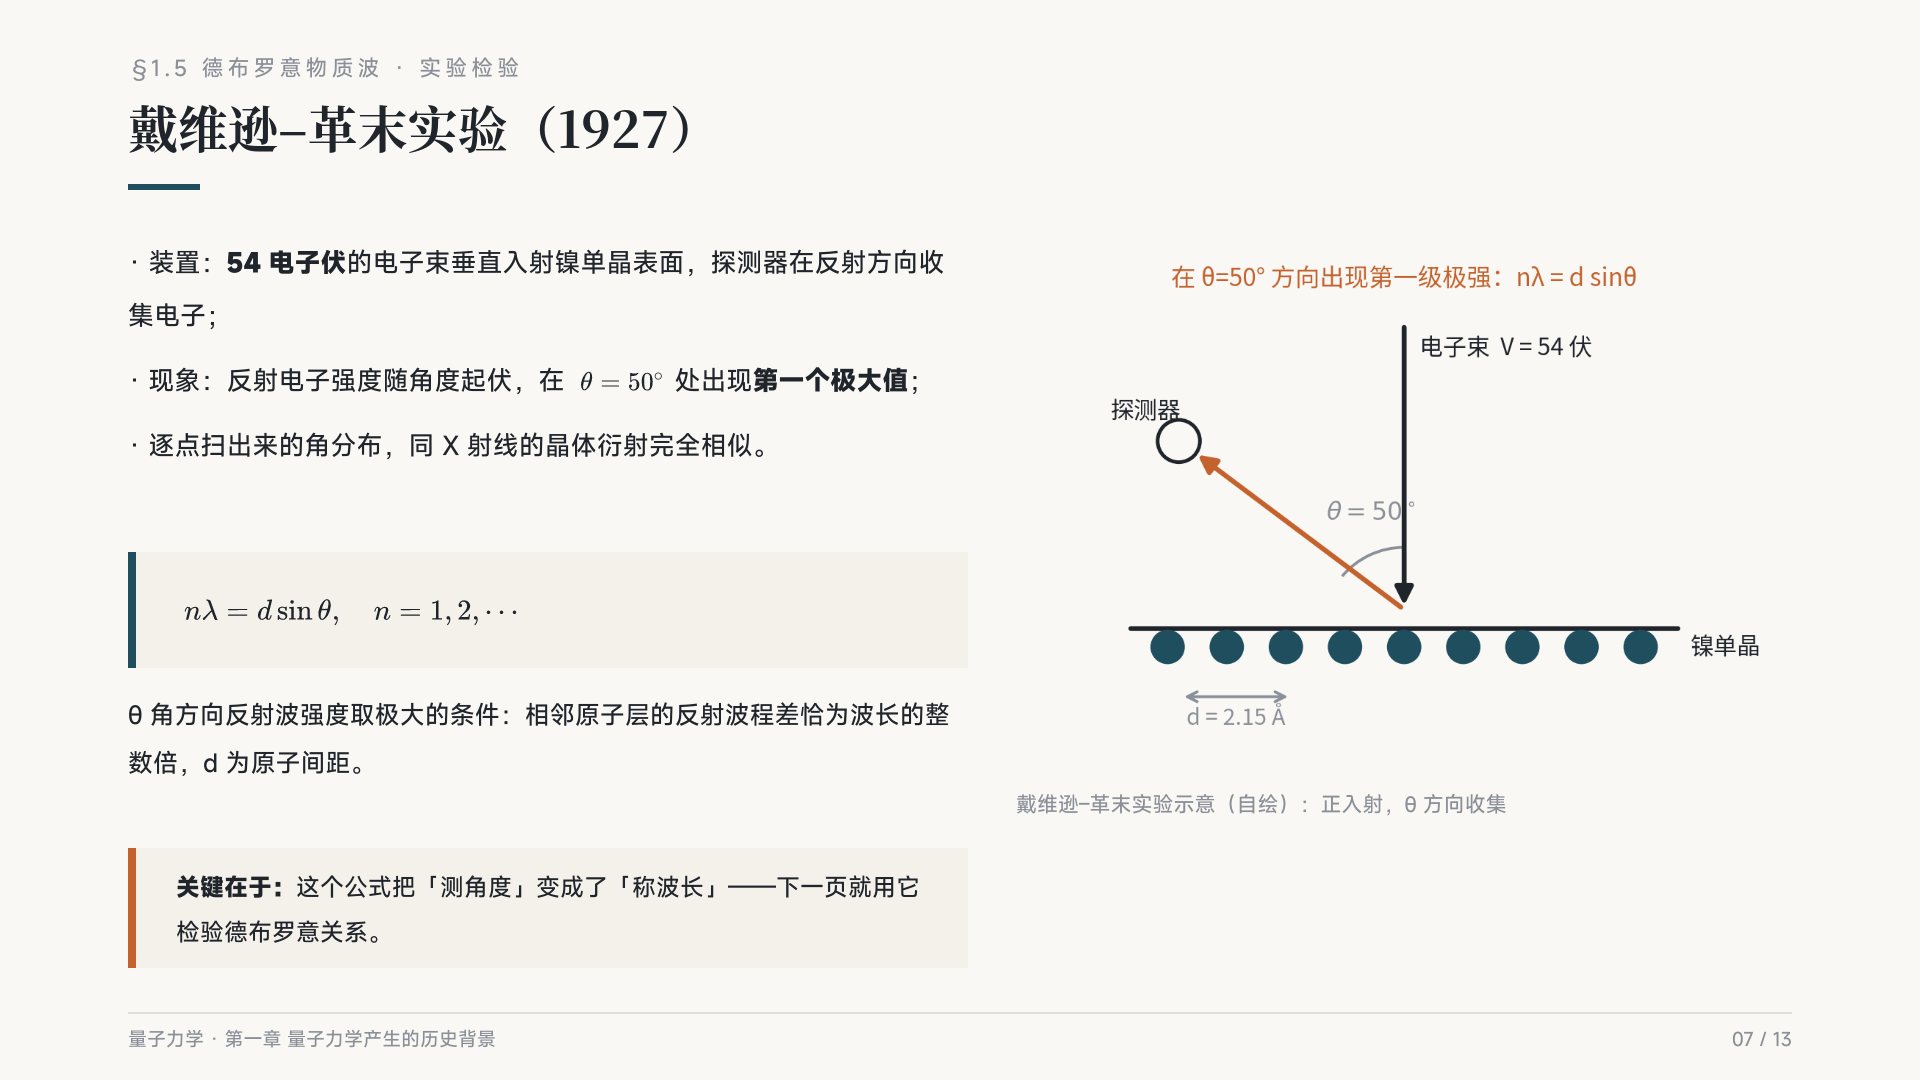 §1.5 德布罗意物质波 · 实验检验
戴维逊–革末实验（1927）
· 装置：54 电子伏的电子束垂直入射镍单晶表面，探测器在反射方向收
集电子；
· 现象：反射电子强度随角度起伏，在 θ = 50° 处出现第一个极大值；
· 逐点扫出来的角分布，同 X 射线的晶体衍射完全相似。
nλ = d sin θ, n = 1, 2, ···
θ 角方向反射波强度取极大的条件：相邻原子层的反射波程差恰为波长的整
数倍，d 为原子间距。
关键在于：这个公式把「测角度」变成了「称波长」——下一页就用它
检验德布罗意关系。
在 θ=50° 方向出现第一级极强：nλ = d sinθ
电子束 V = 54 伏
探测器
θ = 50°
镍单晶
d = 2.15 Å
戴维逊–革末实验示意（自绘）：正入射，θ 方向收集
量子力学 · 第一章 量子力学产生的历史背景
07 / 13